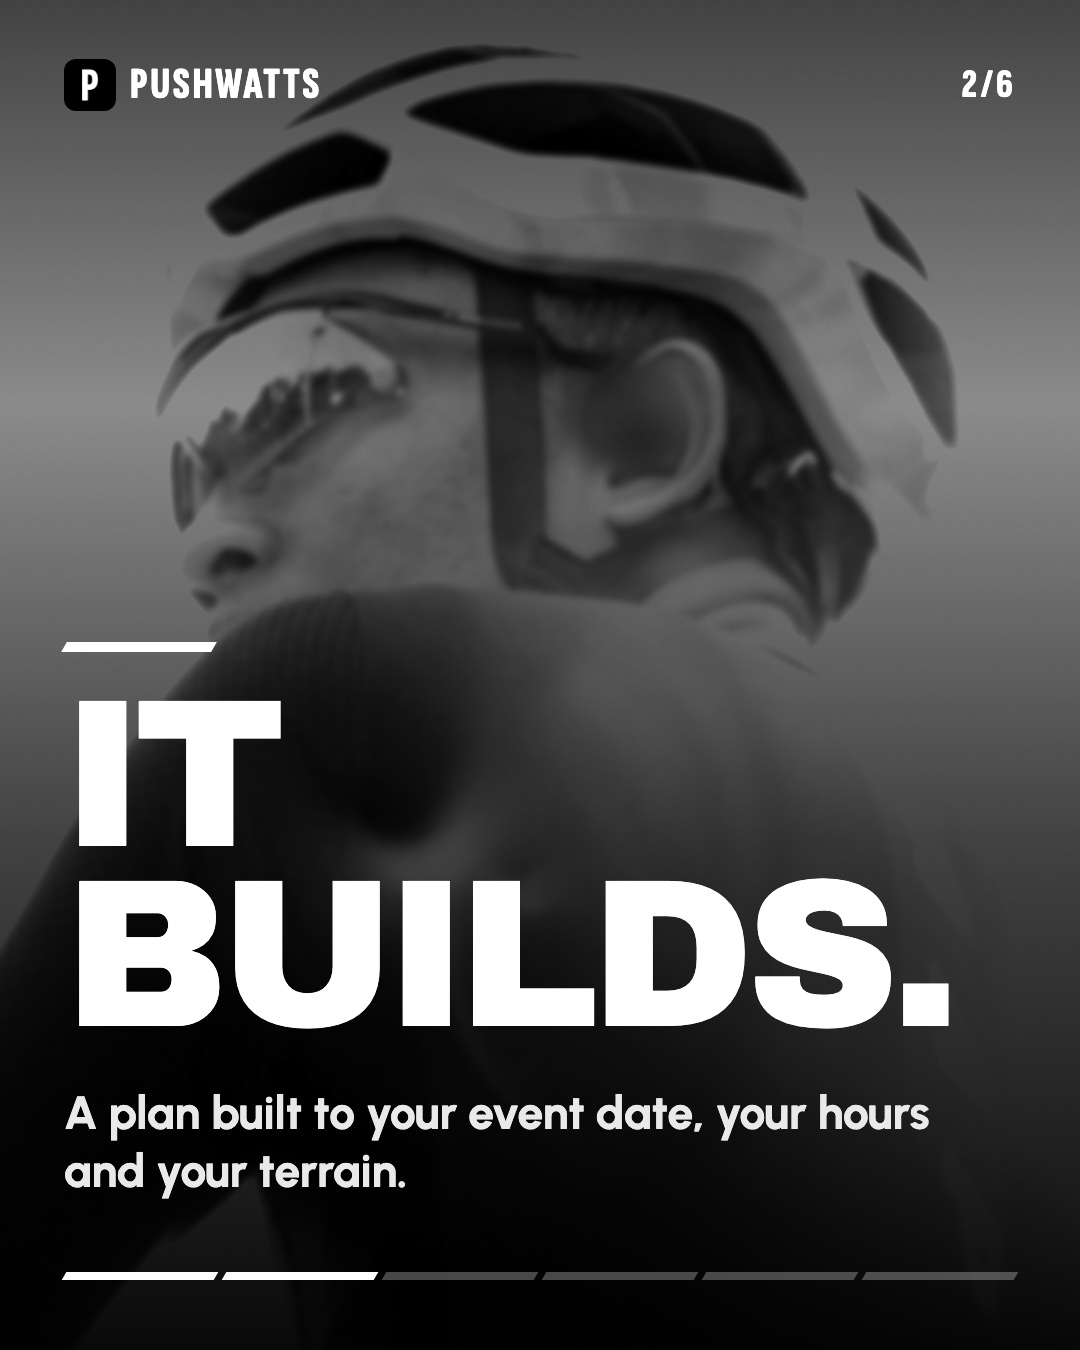 P PUSHWATTS
2/6
IT
BUILDS.
A plan built to your event date, your hours
and your terrain.